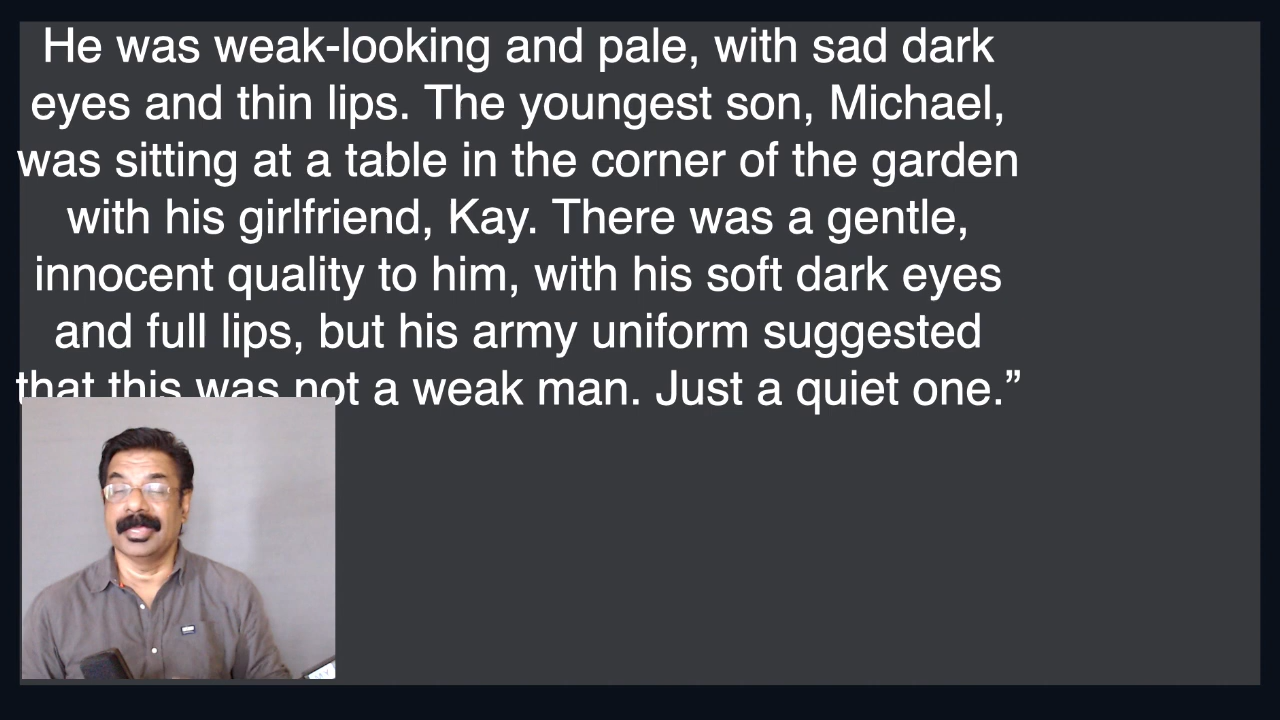 He was weak-looking and pale, with sad dark
eyes and thin lips. The youngest son, Michael,
was sitting at a table in the corner of the garden
with his girlfriend, Kay. There was a gentle,
innocent quality to him, with his soft dark eyes
and full lips, but his army uniform suggested
that this was not a weak man. Just a quiet one.”